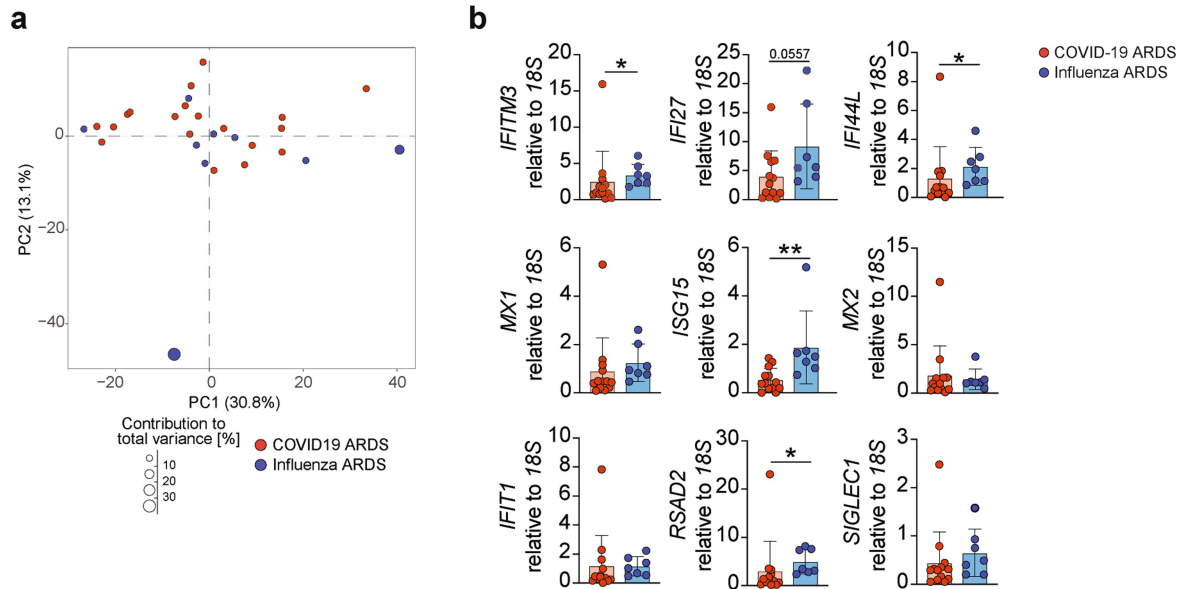 a
PC2 (13.1%)
0
−20
−40
−20
0
20
40
PC1 (30.8%)
Contribution to
total variance [%]
10
20
30
COVID19 ARDS
Influenza ARDS
b
IFITM3
relative to 18S
20
15
10
5
0
*
IFI27
relative to 18S
25
20
15
10
5
0
0.0557
IFI44L
relative to 18S
10
8
6
4
2
0
*
COVID-19 ARDS
Influenza ARDS
MX1
relative to 18S
6
4
2
0
ISG15
relative to 18S
6
4
2
0
**
MX2
relative to 18S
15
10
5
0
IFIT1
relative to 18S
10
8
6
4
2
0
RSAD2
relative to 18S
30
20
10
0
*
SIGLEC1
relative to 18S
3
2
1
0